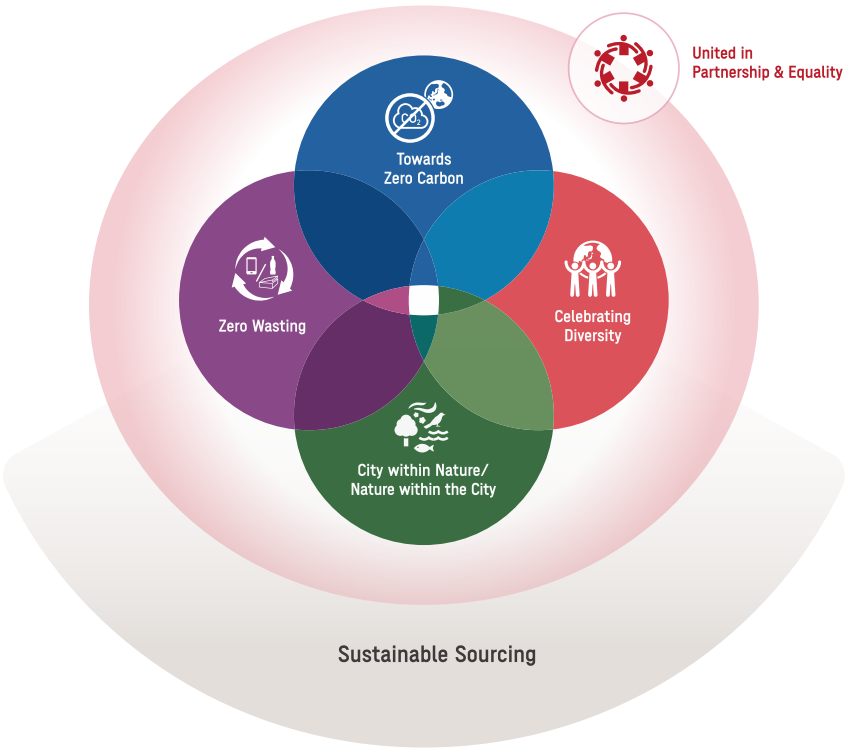 United in
Partnership & Equality
CO2
Towards
Zero Carbon
Zero Wasting
Celebrating
Diversity
City within Nature/
Nature within the City
Sustainable Sourcing